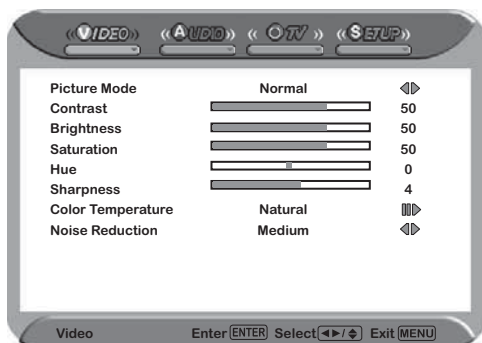 VIDEO AUDIO TV SETUP
Picture Mode Normal
Contrast 50
Brightness 50
Saturation 50
Hue 0
Sharpness 4
Color Temperature Natural
Noise Reduction Medium
Video Enter ENTER Select ◄►/♦ Exit MENU